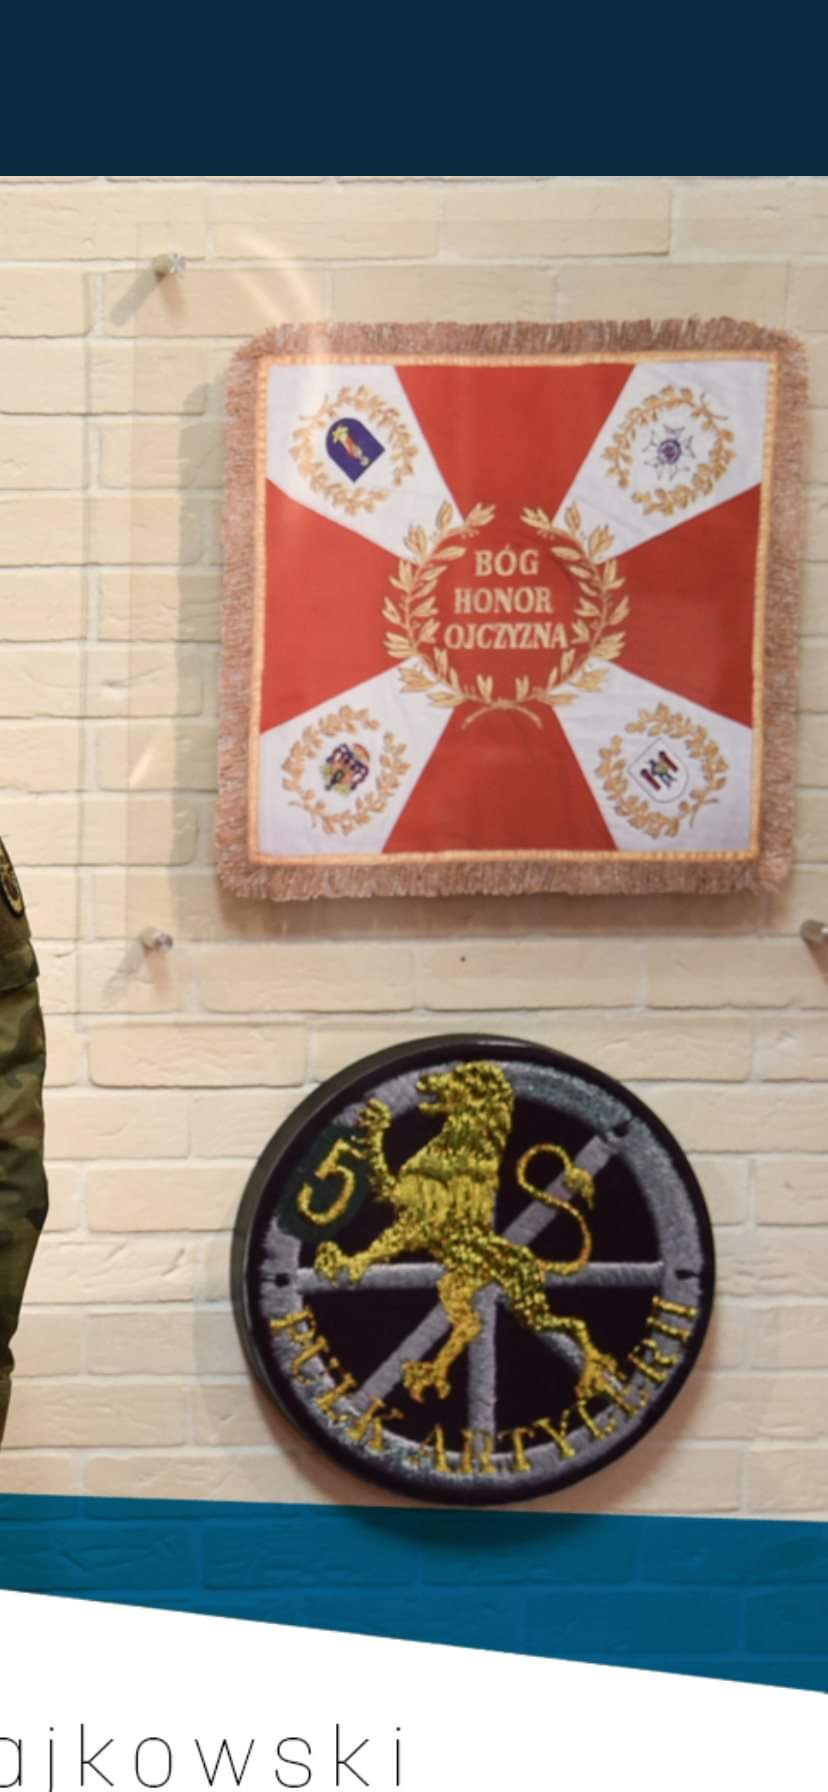 BÓG
HONOR
OJCZYZNA
5
PUŁK ARTYLERII
ajkowski